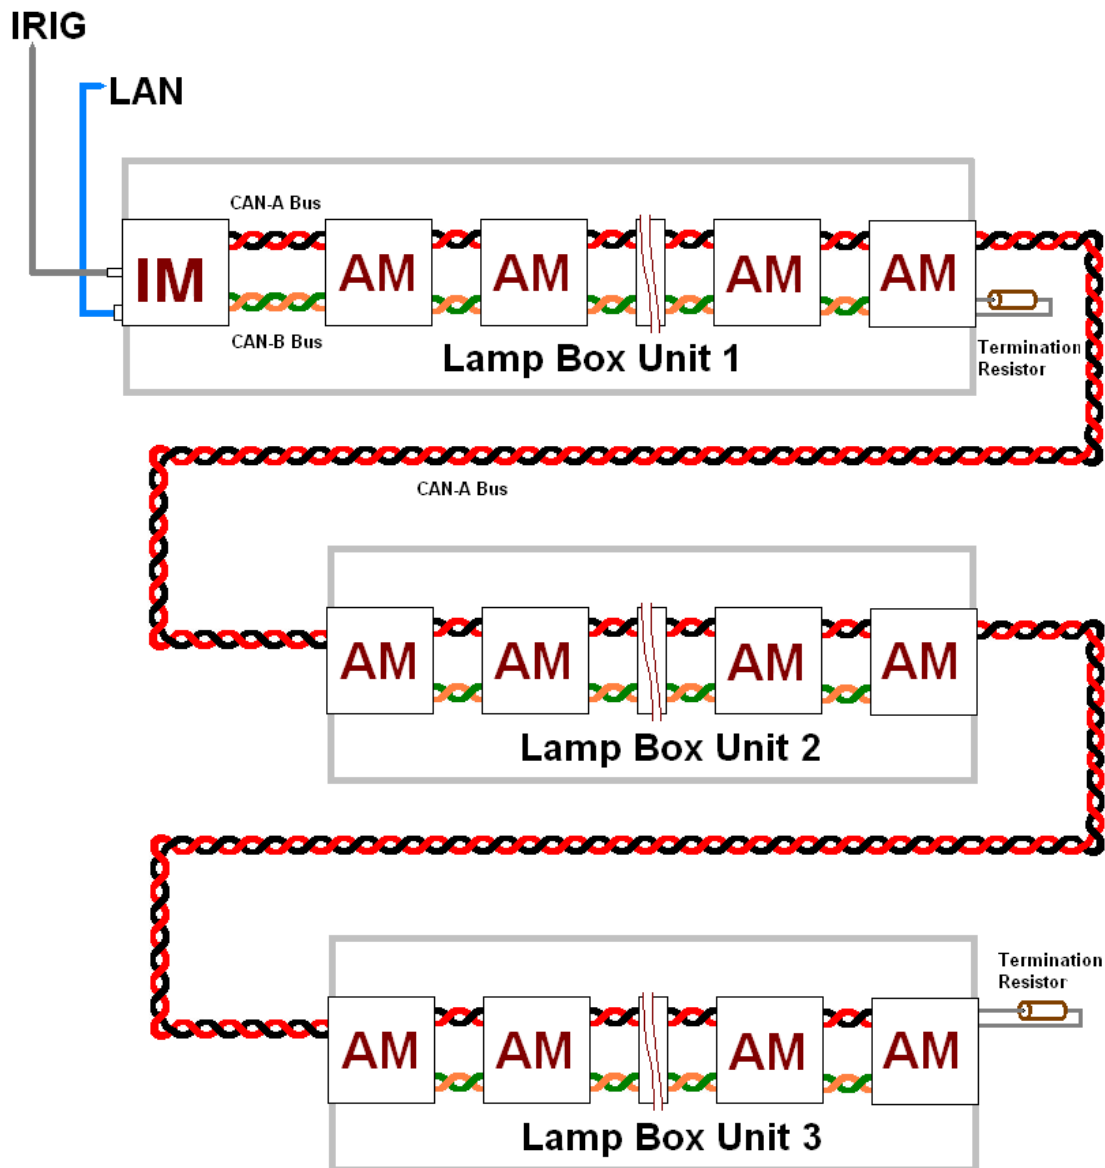 IRIG
LAN
CAN-A Bus
IM
AM
AM
AM
AM
CAN-B Bus
Lamp Box Unit 1
Termination
Resistor
CAN-A Bus
AM
AM
AM
AM
Lamp Box Unit 2
Termination
Resistor
AM
AM
AM
AM
Lamp Box Unit 3